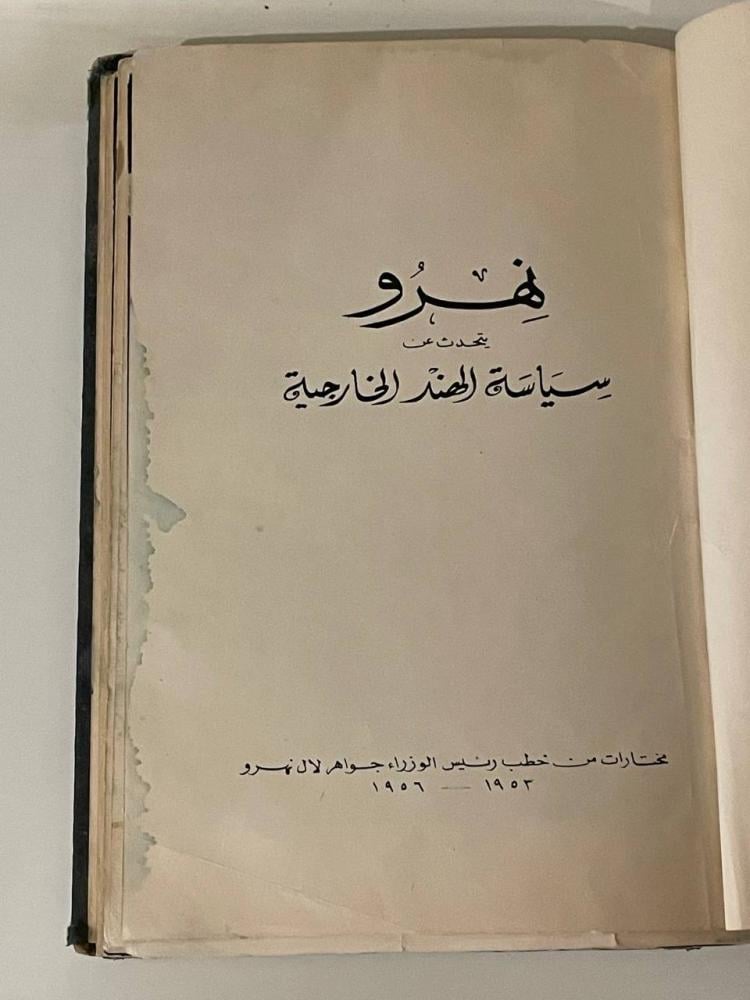 نهرو
يتحدث عن
سياسة الهند الخارجية
مختارات من خطب رئيس الوزراء جواهر لال نهرو
١٩٥٣ — ١٩٥٦